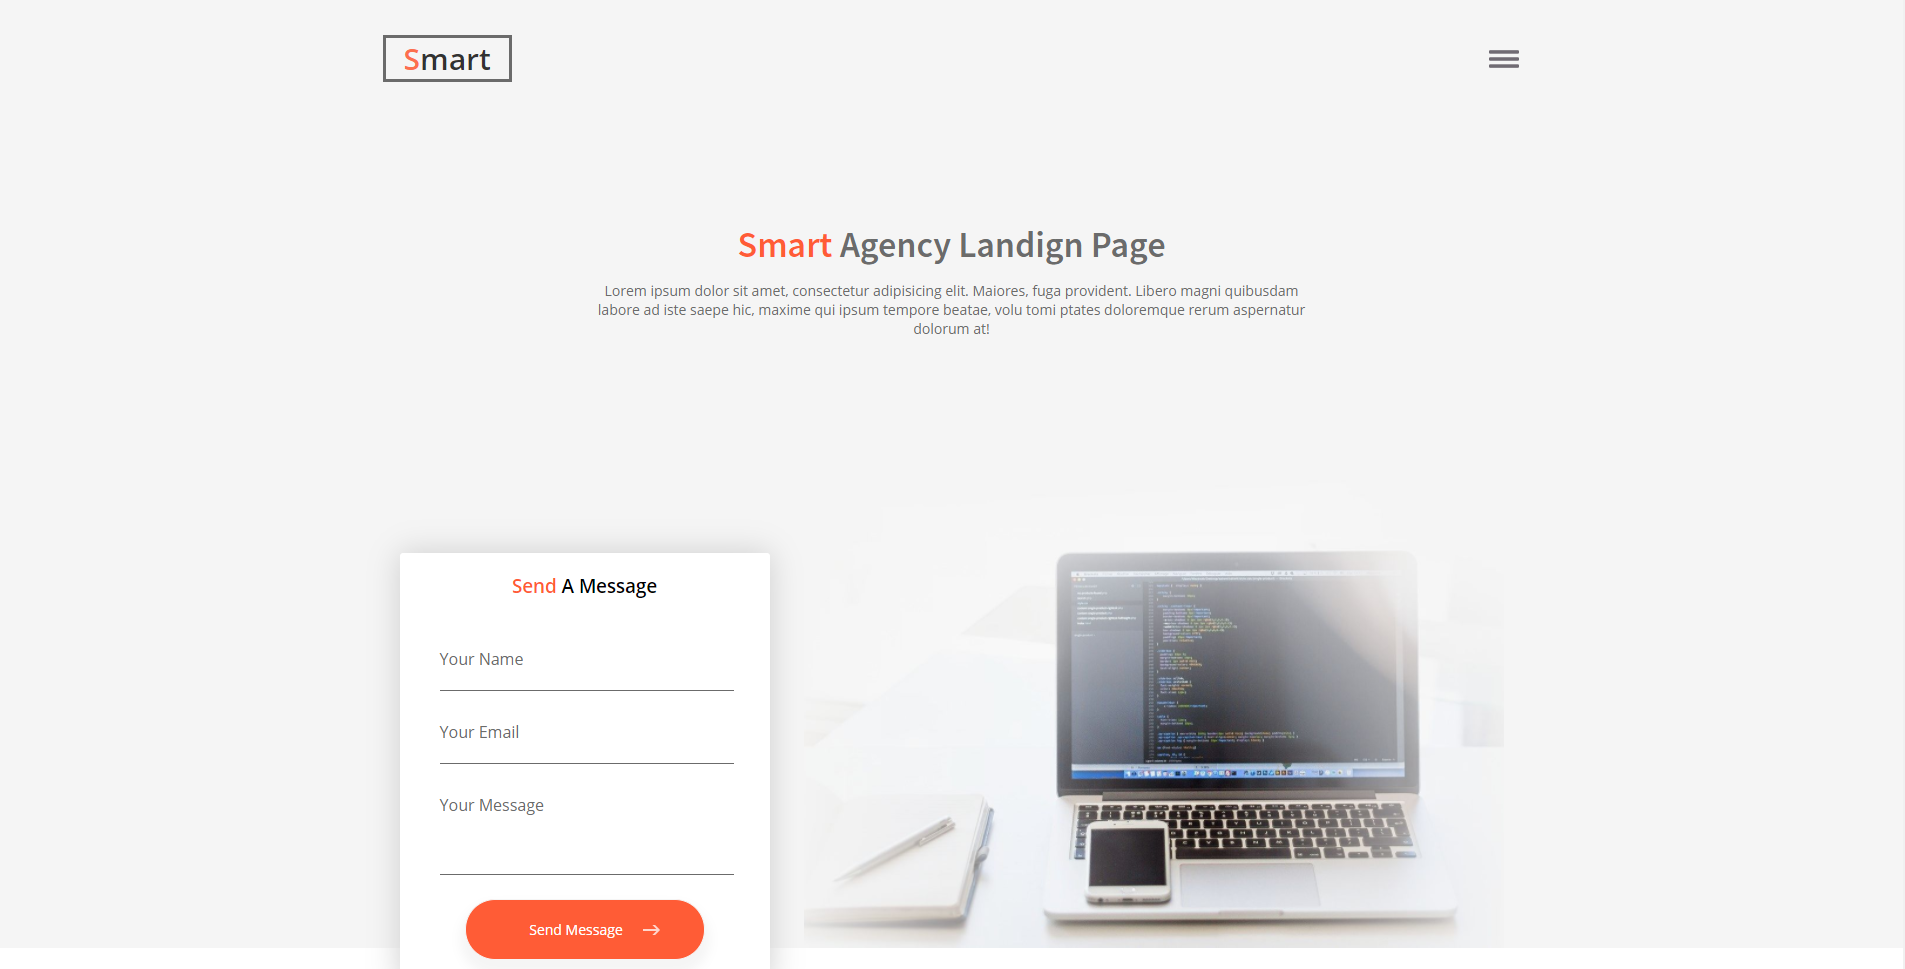 Smart
Smart Agency Landign Page
Lorem ipsum dolor sit amet, consectetur adipisicing elit. Maiores, fuga provident. Libero magni quibusdam
labore ad iste saepe hic, maxime qui ipsum tempore beatae, volu tomi ptates doloremque rerum aspernatur
dolorum at!
Send A Message
Your Name
Your Email
Your Message
Send Message